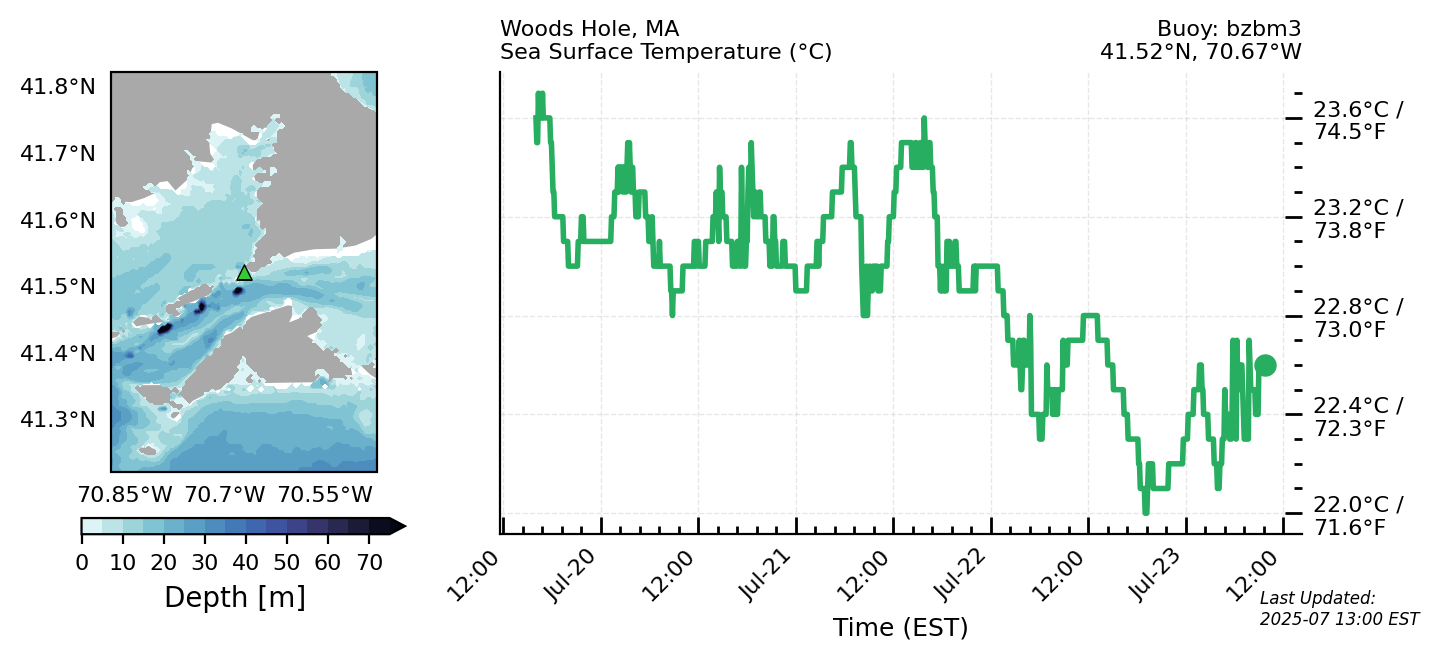 Woods Hole, MA
Sea Surface Temperature (°C)
Buoy: bzbm3
41.52°N, 70.67°W
41.8°N
41.7°N
41.6°N
41.5°N
41.4°N
41.3°N
70.85°W 70.7°W 70.55°W
0 10 20 30 40 50 60 70
Depth [m]
23.6°C /
74.5°F
23.2°C /
73.8°F
22.8°C /
73.0°F
22.4°C /
72.3°F
22.0°C /
71.6°F
12:00 Jul-20 12:00 Jul-21 12:00 Jul-22 12:00 Jul-23 12:00
Time (EST)
Last Updated:
2025-07 13:00 EST